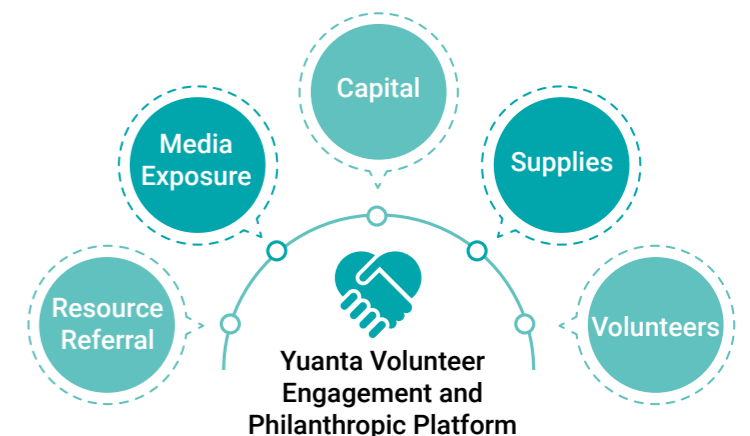 Capital
Media
Exposure
Supplies
Resource
Referral
Volunteers
Yuanta Volunteer
Engagement and
Philanthropic Platform